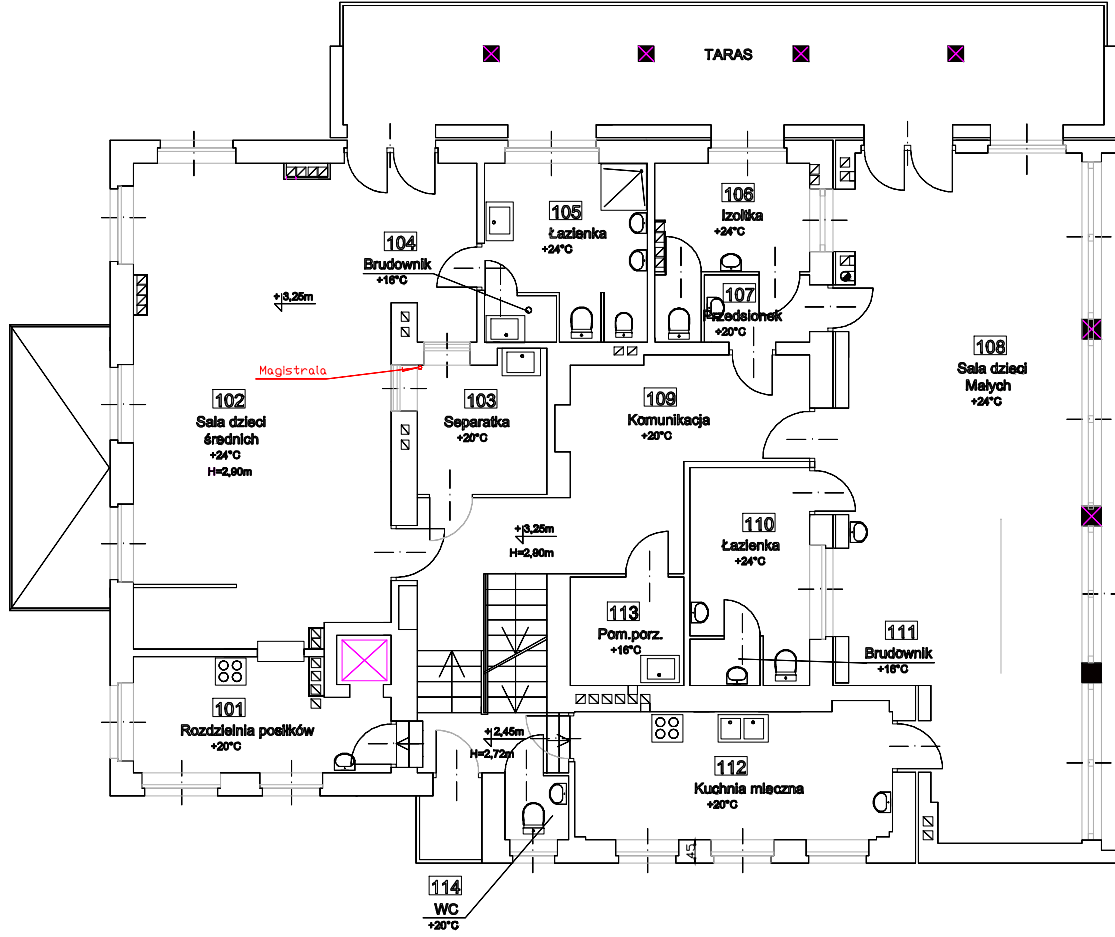 TARAS
106
Izoltka
+24°C
105
Łazienka
+24°C
104
Brudownik
+16°C
107
Przedsionek
+20°C
+3,25m
108
Sala dzieci
Małych
+24°C
Magistrala
102
Sala dzieci
średnich
+24°C
H=2,90m
103
Separatka
+20°C
109
Komunikacja
+20°C
+3,25m
H=2,90m
110
Łazienka
+24°C
113
Pom.porz.
+16°C
111
Brudownik
+16°C
101
Rozdzielnia posiłków
+20°C
+2,45m
H=2,72m
112
Kuchnia mleczna
+20°C
45
114
WC
+20°C